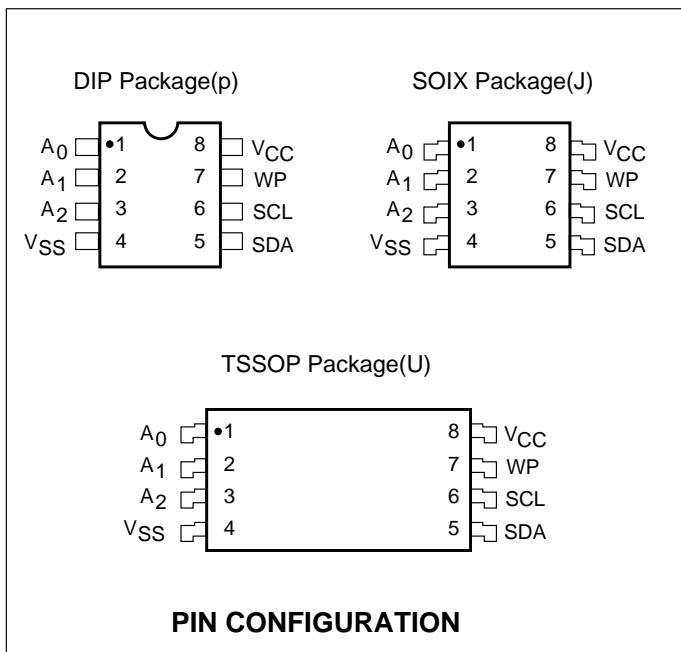 DIP Package(p)
A0 1 8 VCC
A1 2 7 WP
A2 3 6 SCL
VSS 4 5 SDA
SOIX Package(J)
A0 1 8 VCC
A1 2 7 WP
A2 3 6 SCL
VSS 4 5 SDA
TSSOP Package(U)
A0 1 8 VCC
A1 2 7 WP
A2 3 6 SCL
VSS 4 5 SDA
PIN CONFIGURATION